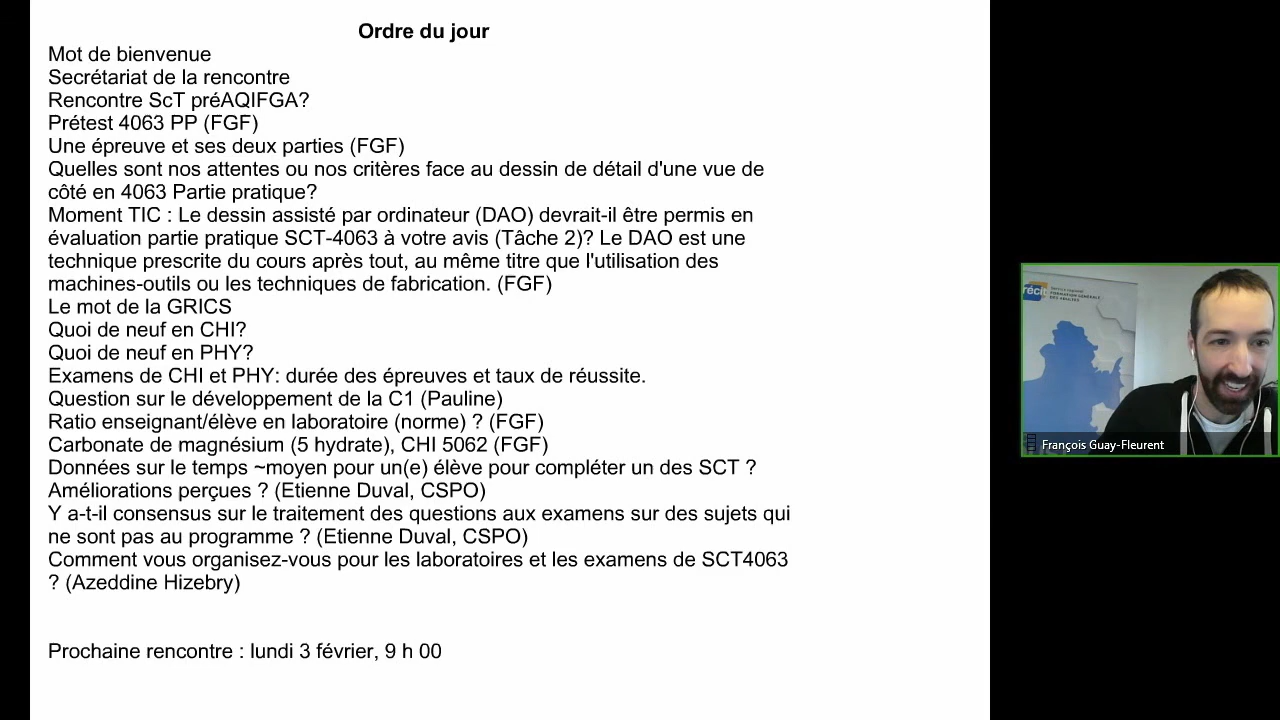 Ordre du jour
Mot de bienvenue
Secrétariat de la rencontre
Rencontre ScT préAQIFGA?
Prétest 4063 PP (FGF)
Une épreuve et ses deux parties (FGF)
Quelles sont nos attentes ou nos critères face au dessin de détail d'une vue de
côté en 4063 Partie pratique?
Moment TIC : Le dessin assisté par ordinateur (DAO) devrait-il être permis en
évaluation partie pratique SCT-4063 à votre avis (Tâche 2)? Le DAO est une
technique prescrite du cours après tout, au même titre que l'utilisation des
machines-outils ou les techniques de fabrication. (FGF)
Le mot de la GRICS
Quoi de neuf en CHI?
Quoi de neuf en PHY?
Examens de CHI et PHY: durée des épreuves et taux de réussite.
Question sur le développement de la C1 (Pauline)
Ratio enseignant/élève en laboratoire (norme) ? (FGF)
Carbonate de magnésium (5 hydrate), CHI 5062 (FGF)
Données sur le temps ~moyen pour un(e) élève pour compléter un des SCT ?
Améliorations perçues ? (Etienne Duval, CSPO)
Y a-t-il consensus sur le traitement des questions aux examens sur des sujets qui
ne sont pas au programme ? (Etienne Duval, CSPO)
Comment vous organisez-vous pour les laboratoires et les examens de SCT4063
? (Azeddine Hizebry)
Prochaine rencontre : lundi 3 février, 9 h 00
récit
FORMATION GÉNÉRALE
DES ADULTES
François Guay-Fleurent